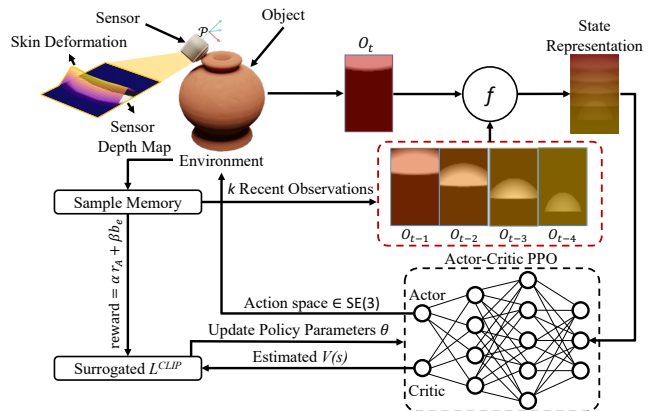 Sensor
Object
𝒫
Skin Deformation
O_t
State
Representation
f
Sensor
Depth Map
Environment
k Recent Observations
Sample Memory
O_{t−1}
O_{t−2}
O_{t−3}
O_{t−4}
Actor-Critic PPO
reward = α r_A + βb_e
Action space ∈ SE(3)
Actor
Update Policy Parameters θ
Surrogated L^{CLIP}
Estimated V(s)
Critic